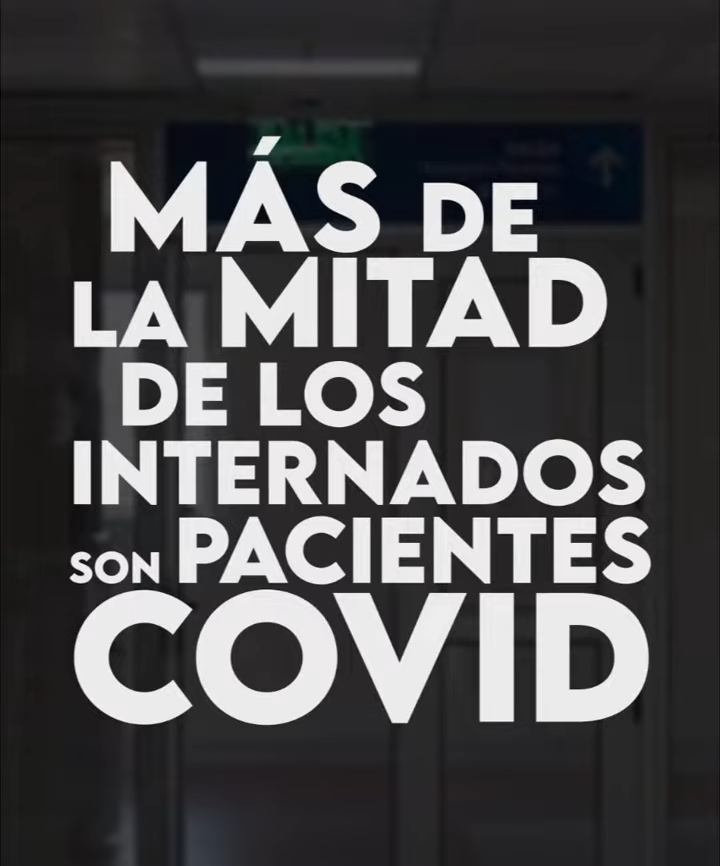 MÁS DE
LA MITAD
DE LOS
INTERNADOS
SON PACIENTES
COVID